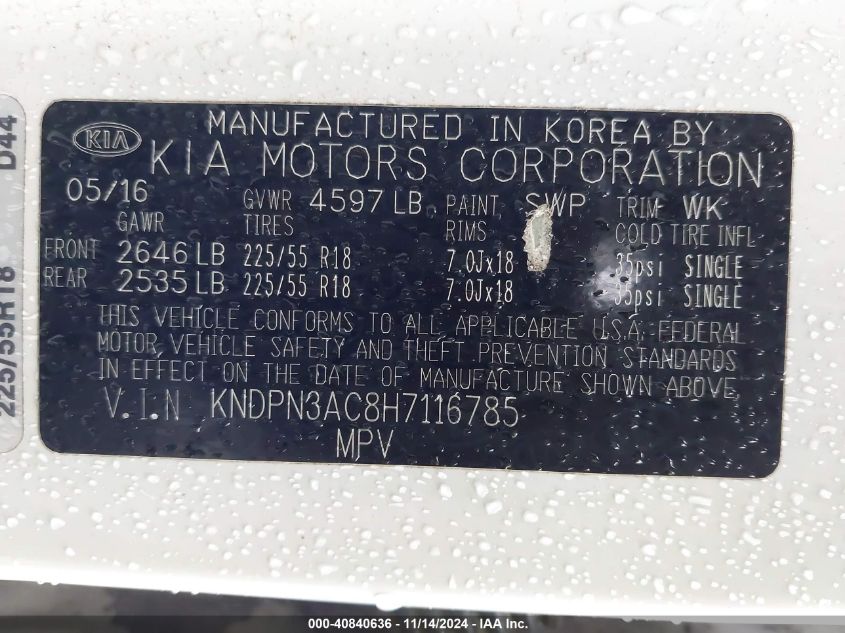 KIA
MANUFACTURED IN KOREA BY
KIA MOTORS CORPORATION
05/16 GVWR 4597 LB PAINT SWP TRIM WK
GAWR TIRES RIMS COLD TIRE INFL
FRONT 2646 LB 225/55 R18 7.0Jx18 35psi SINGLE
REAR 2535 LB 225/55 R18 7.0Jx18 35psi SINGLE
THIS VEHICLE CONFORMS TO ALL APPLICABLE U.S.A. FEDERAL
MOTOR VEHICLE SAFETY AND THEFT PREVENTION STANDARDS
IN EFFECT ON THE DATE OF MANUFACTURE SHOWN ABOVE.
V.I.N KNDPN3AC8H7116785
MPV
225/55R18 D44
000-40840636 - 11/14/2024 - IAA Inc.